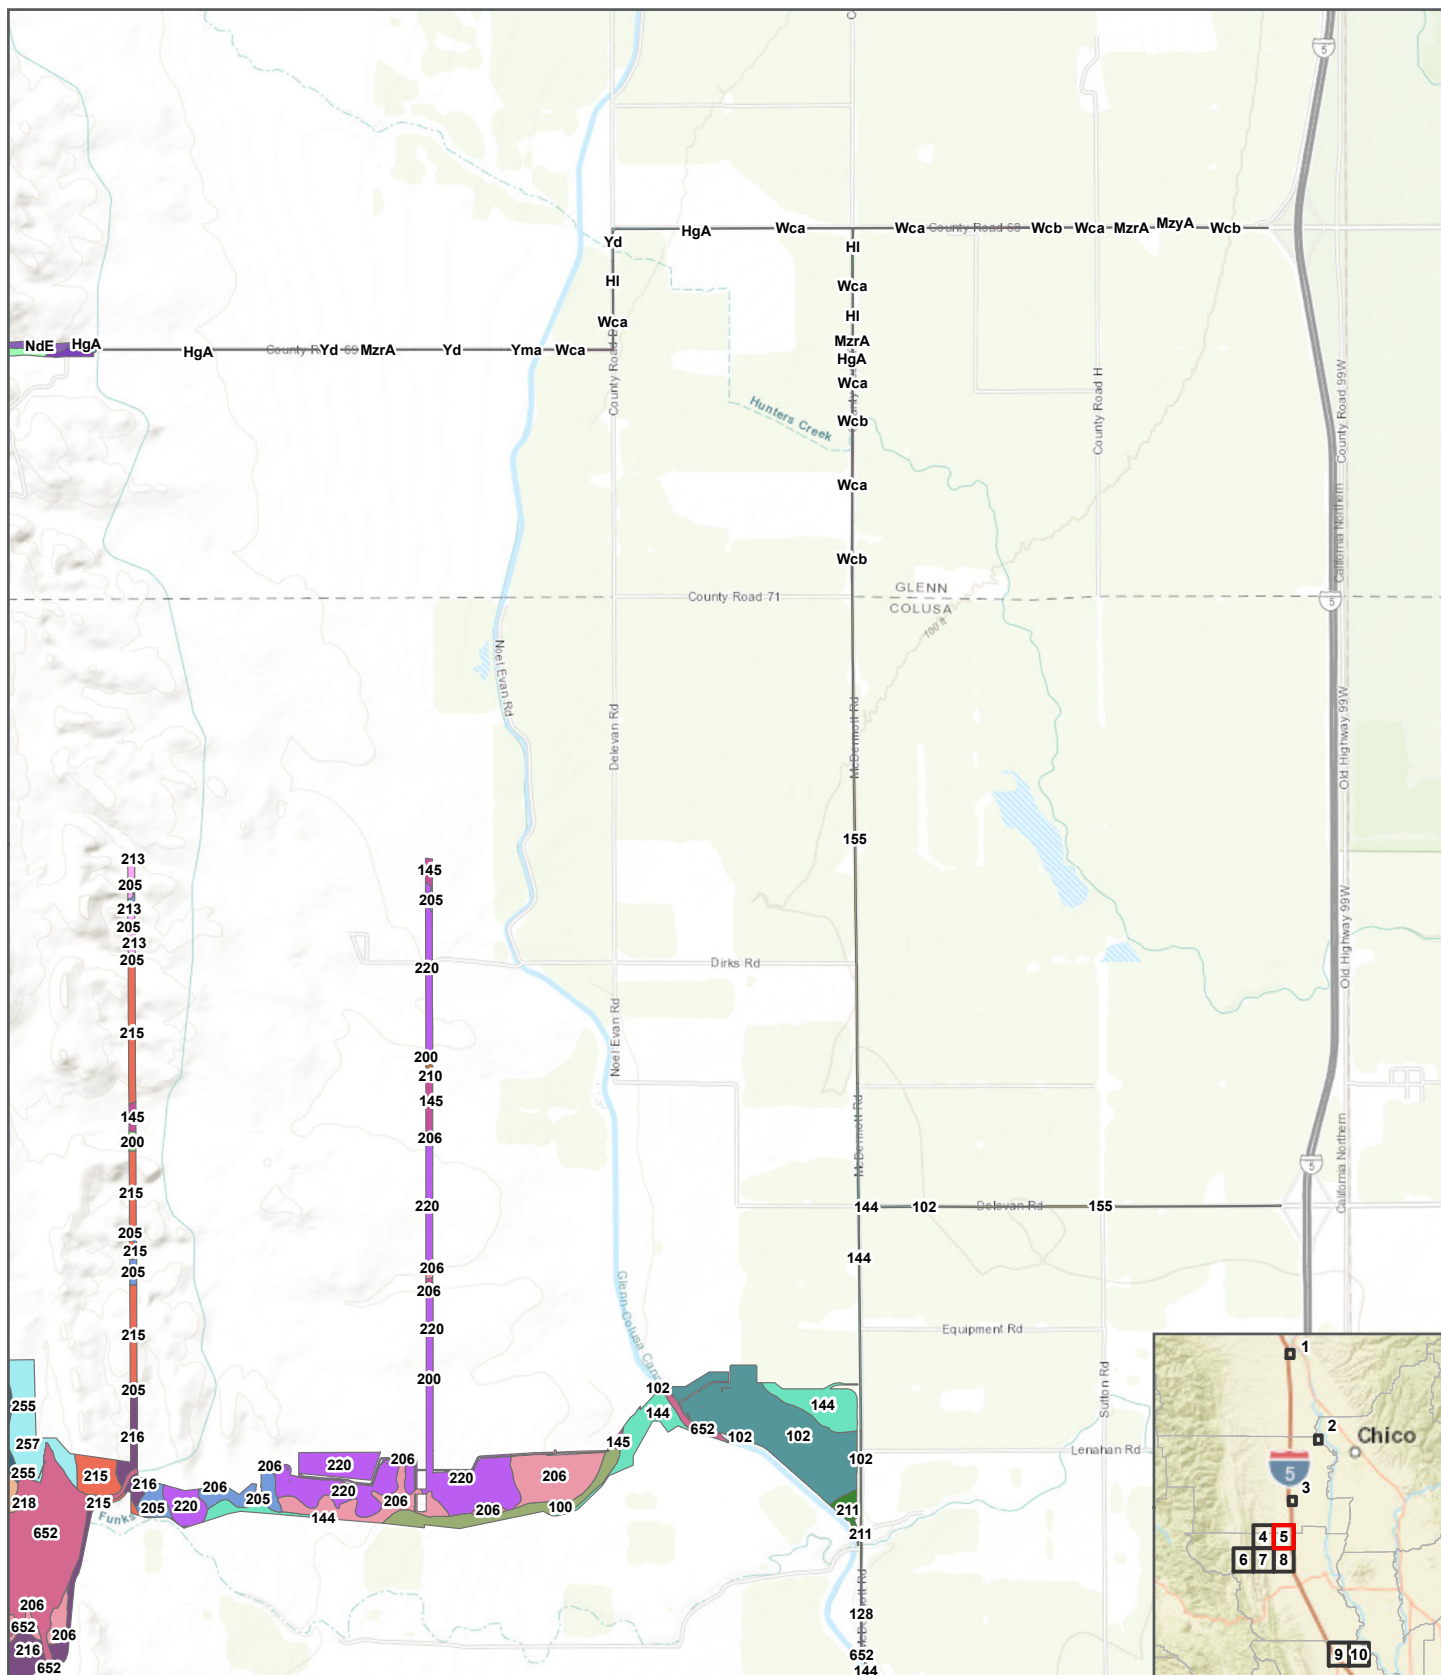 5
Yd
HgA
Wca
Wca
County Road 68
Wcb
Wca
MzrA
MzyA
Wcb
Hl
Hl
Wca
Hl
Wca
MzrA
HgA
Wca
Wcb
Wca
Wcb
NdE
HgA
HgA
Yd
MzrA
Yd
Yma
Wca
County Road D
Hunters Creek
County Road H
County Road 99W
California Northern
County Road 71
GLENN
COLUSA
100 ft
5
Noel Evan Rd
Delevan Rd
McDermott Rd
Old Highway 99W
155
213
205
213
205
213
205
215
145
200
215
205
215
205
215
205
216
145
205
220
200
210
145
206
220
206
206
220
200
Dirks Rd
Noel Evan Rd
Old Highway 99W
McDermott Rd
California Northern
5
144
102
Delevan Rd
155
144
Glenn-Colusa Canal
Equipment Rd
Sutton Rd
Lenahan Rd
255
257
255
218
215
215
216
205
220
206
205
206
220
220
206
206
220
206
206
144
100
145
144
102
652
102
102
144
102
211
211
Funks
652
206
652
206
216
652
128
McDermott Rd
652
144
1
2
Chico
5
3
4
5
6
7
8
9
10